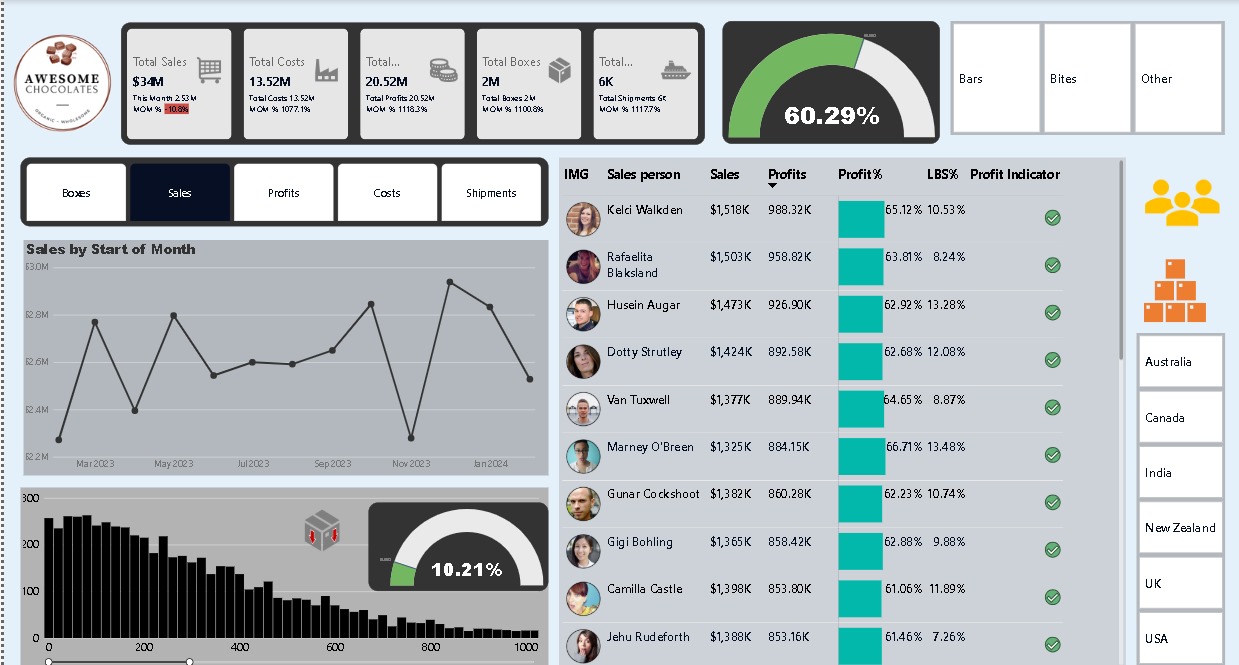 AWESOME
CHOCOLATES
ORGANIC - WHOLESOME
Total Sales
$34M
This Month 2.53M
MOM % -10.8%
Total Costs
13.52M
Total Costs 13.52M
MOM % 1077.1%
Total...
20.52M
Total Profits 20.52M
MOM % 1118.3%
Total Boxes
2M
Total Boxes 2M
MOM % 1100.8%
Total...
6K
Total Shipments 6K
MOM % 1117.7%
60.29%
Bars
Bites
Other
Boxes
Sales
Profits
Costs
Shipments
Sales by Start of Month
$3.0M
$2.8M
$2.6M
$2.4M
$2.2M
Mar 2023 May 2023 Jul 2023 Sep 2023 Nov 2023 Jan 2024
300
200
100
0
0 200 400 600 800 1000
10.21%
IMG Sales person Sales Profits Profit% LBS% Profit Indicator
Kelci Walkden $1,518K 988.32K 65.12% 10.53%
Rafaelita
Blaksland $1,503K 958.82K 63.81% 8.24%
Husein Augar $1,473K 926.90K 62.92% 13.28%
Dotty Strutley $1,424K 892.58K 62.68% 12.08%
Van Tuxwell $1,377K 889.94K 64.65% 8.87%
Marney O'Breen $1,325K 884.15K 66.71% 13.48%
Gunar Cockshoot $1,382K 860.28K 62.23% 10.74%
Gigi Bohling $1,365K 858.42K 62.88% 9.88%
Camilla Castle $1,398K 853.80K 61.06% 11.89%
Jehu Rudeforth $1,388K 853.16K 61.46% 7.26%
Australia
Canada
India
New Zealand
UK
USA